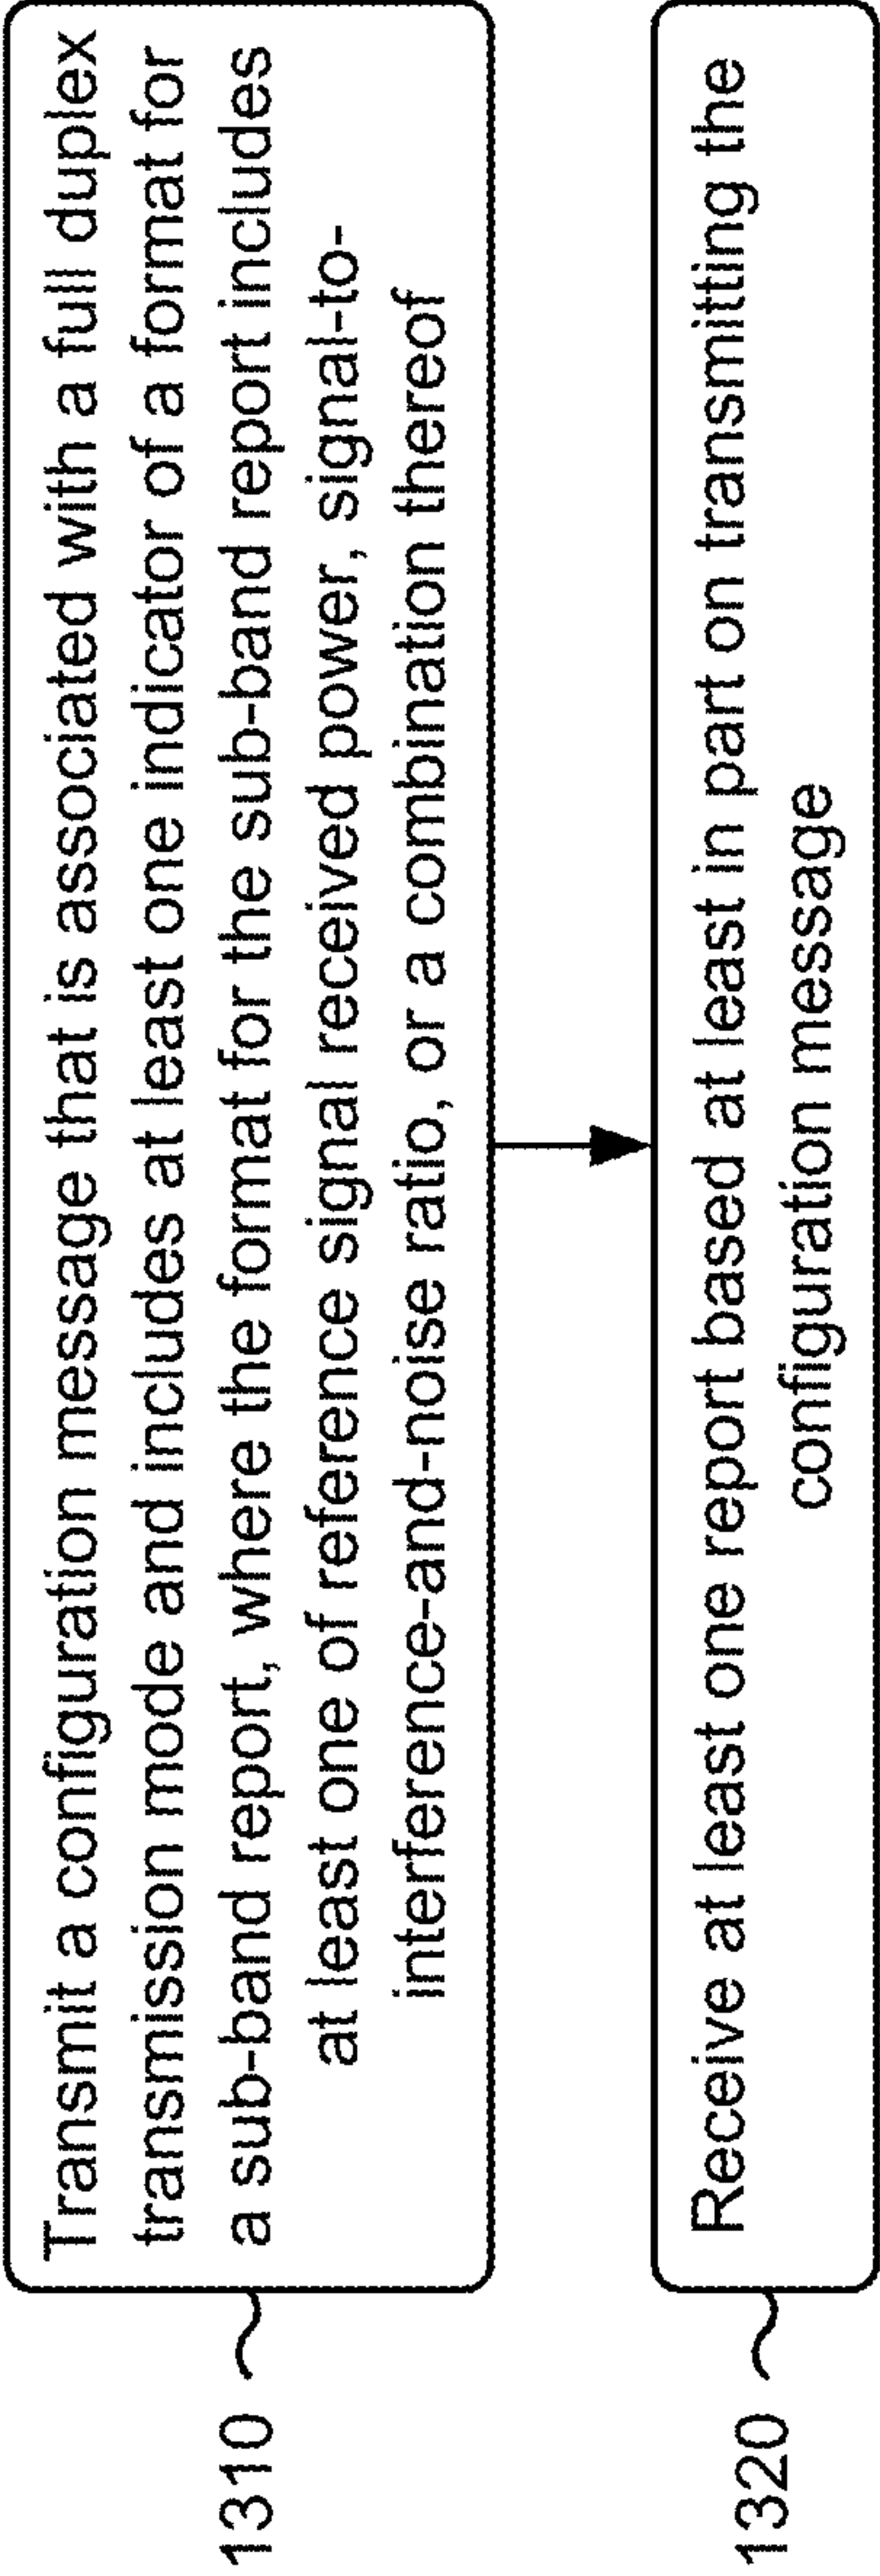 Transmit a configuration message that is associated with a full duplex
transmission mode and includes at least one indicator of a format for
a sub-band report, where the format for the sub-band report includes
at least one of reference signal received power, signal-to-
interference-and-noise ratio, or a combination thereof
1310
Receive at least one report based at least in part on transmitting the
configuration message
1320